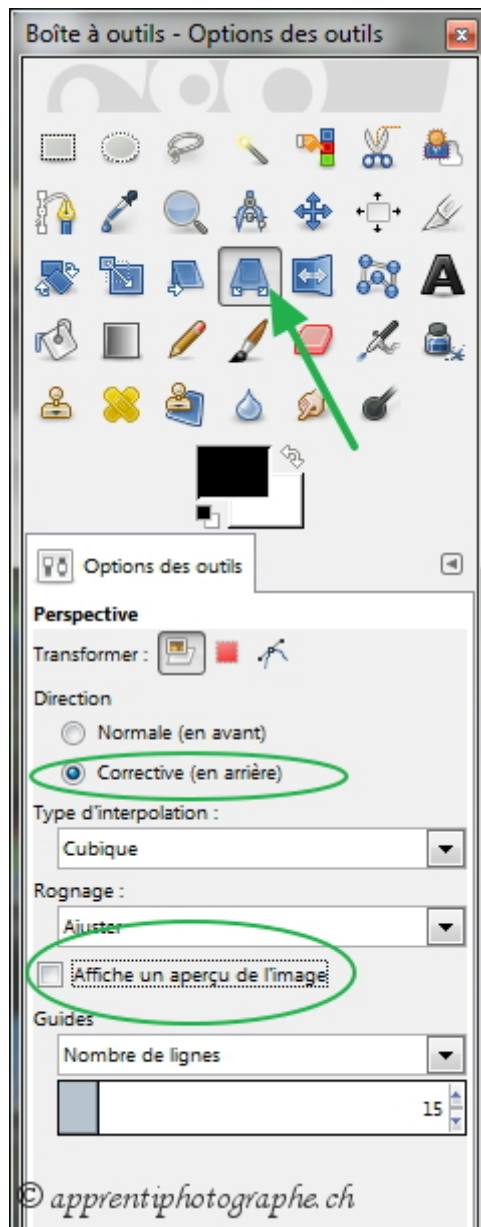 Boîte à outils - Options des outils
Options des outils
Perspective
Transformer :
Direction
Normale (en avant)
Corrective (en arrière)
Type d'interpolation :
Cubique
Rognage :
Ajuster
Affiche un aperçu de l'image
Guides
Nombre de lignes
15
© apprentiphotographe.ch